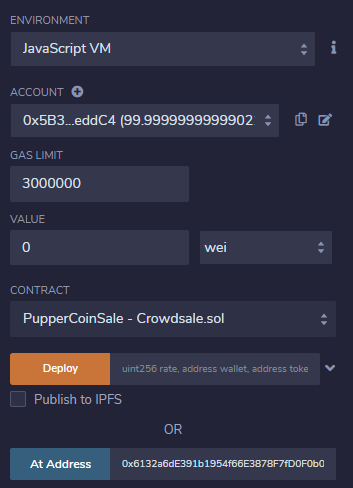 ENVIRONMENT
JavaScript VM
ACCOUNT
0x5B3...eddC4 (99.9999999999902
GAS LIMIT
3000000
VALUE
0 wei
CONTRACT
PupperCoinSale - Crowdsale.sol
Deploy uint256 rate, address wallet, address toke
Publish to IPFS
OR
At Address 0x6132a6dE391b1954f66E3878F7fD0F0b0